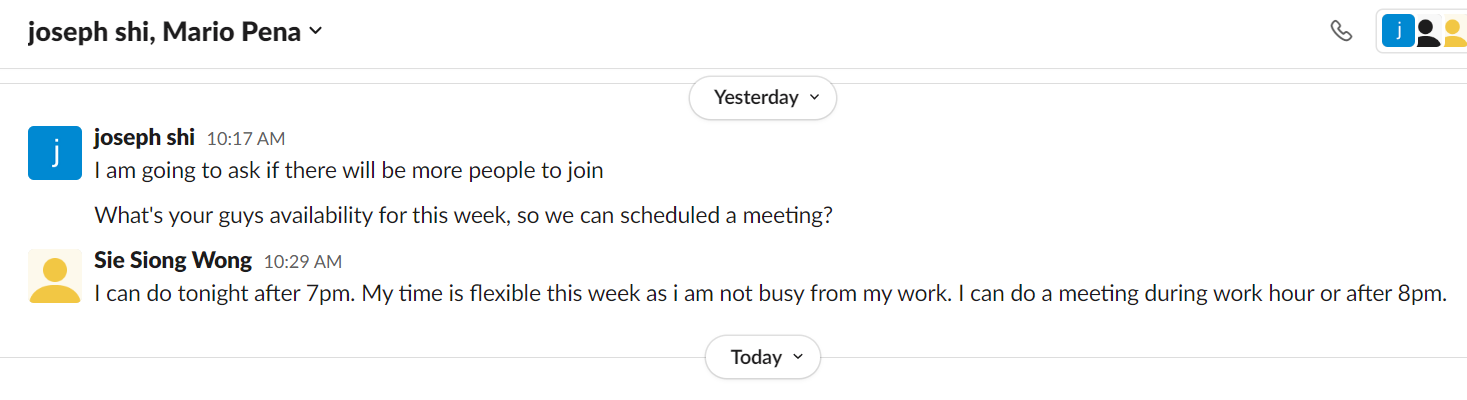 joseph shi, Mario Pena
j
Yesterday
j
joseph shi 10:17 AM
I am going to ask if there will be more people to join
What's your guys availability for this week, so we can scheduled a meeting?
Sie Siong Wong 10:29 AM
I can do tonight after 7pm. My time is flexible this week as i am not busy from my work. I can do a meeting during work hour or after 8pm.
Today